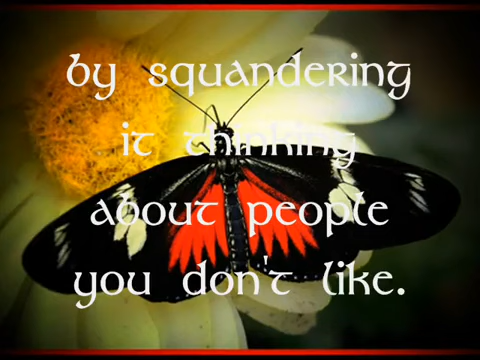 by squandering
it thinking
about people
you don't like.